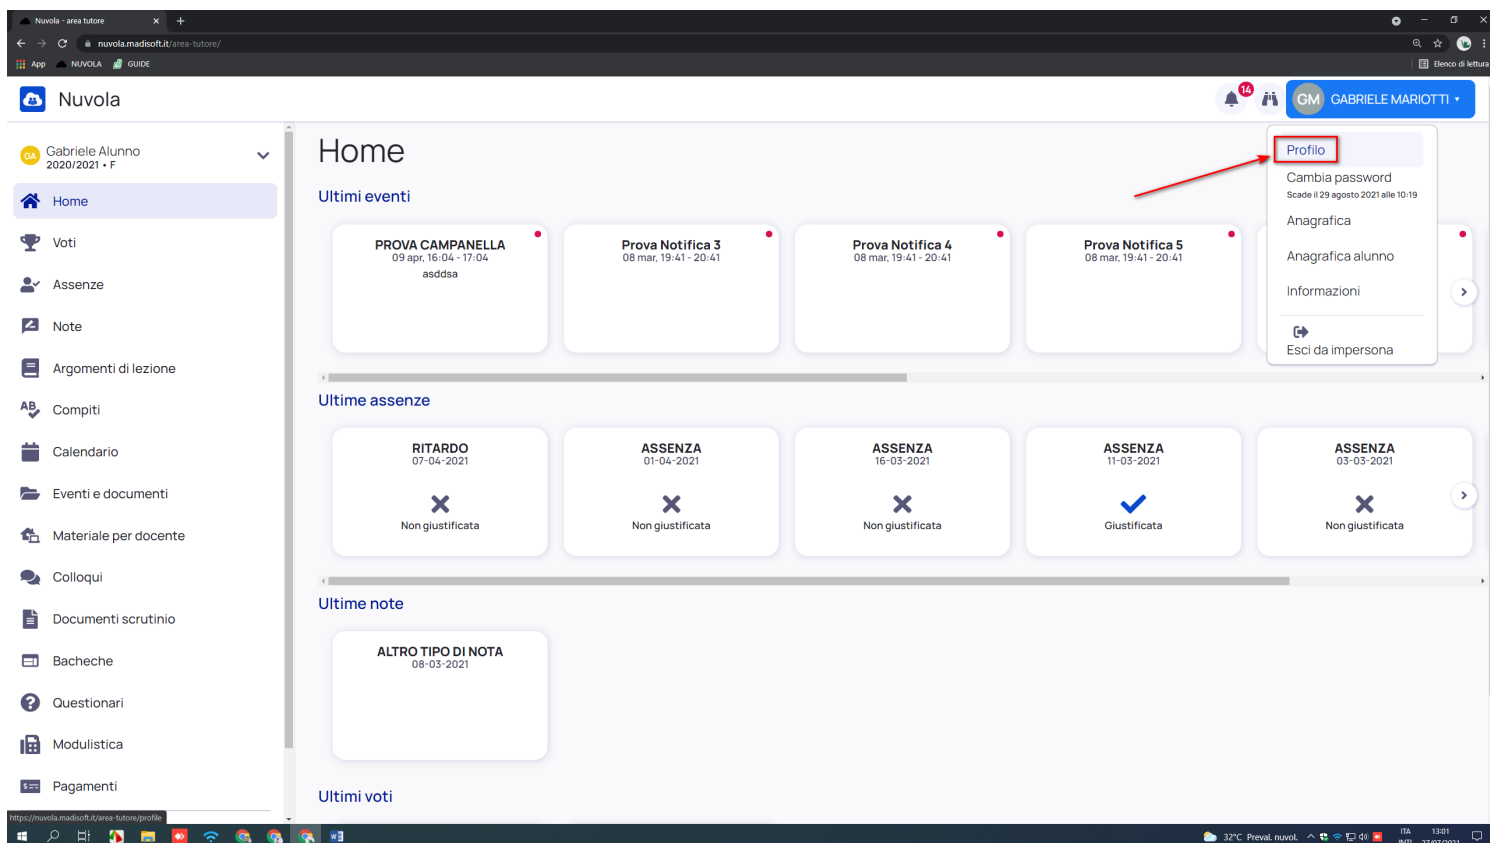 Nuvola - area tutore
nuvola.madisoft.it/area-tutore/
App NUVOLA GUIDE Elenco di lettura
Nuvola
14
GM GABRIELE MARIOTTI
GA Gabriele Alunno
2020/2021 • F
Home
Voti
Assenze
Note
Argomenti di lezione
Compiti
Calendario
Eventi e documenti
Materiale per docente
Colloqui
Documenti scrutinio
Bacheche
Questionari
Modulistica
Pagamenti
https://nuvola.madisoft.it/area-tutore/profile
Home
Ultimi eventi
PROVA CAMPANELLA
09 apr, 16:04 - 17:04
asddsa
Prova Notifica 3
08 mar, 19:41 - 20:41
Prova Notifica 4
08 mar, 19:41 - 20:41
Prova Notifica 5
08 mar, 19:41 - 20:41
Profilo
Cambia password
Scade il 29 agosto 2021 alle 10:19
Anagrafica
Anagrafica alunno
Informazioni
Esci da impersona
Ultime assenze
RITARDO
07-04-2021
Non giustificata
ASSENZA
01-04-2021
Non giustificata
ASSENZA
16-03-2021
Non giustificata
ASSENZA
11-03-2021
Giustificata
ASSENZA
03-03-2021
Non giustificata
Ultime note
ALTRO TIPO DI NOTA
08-03-2021
Ultimi voti
32°C Preval. nuvol.
ITA
INTL
13:01
27/07/2021